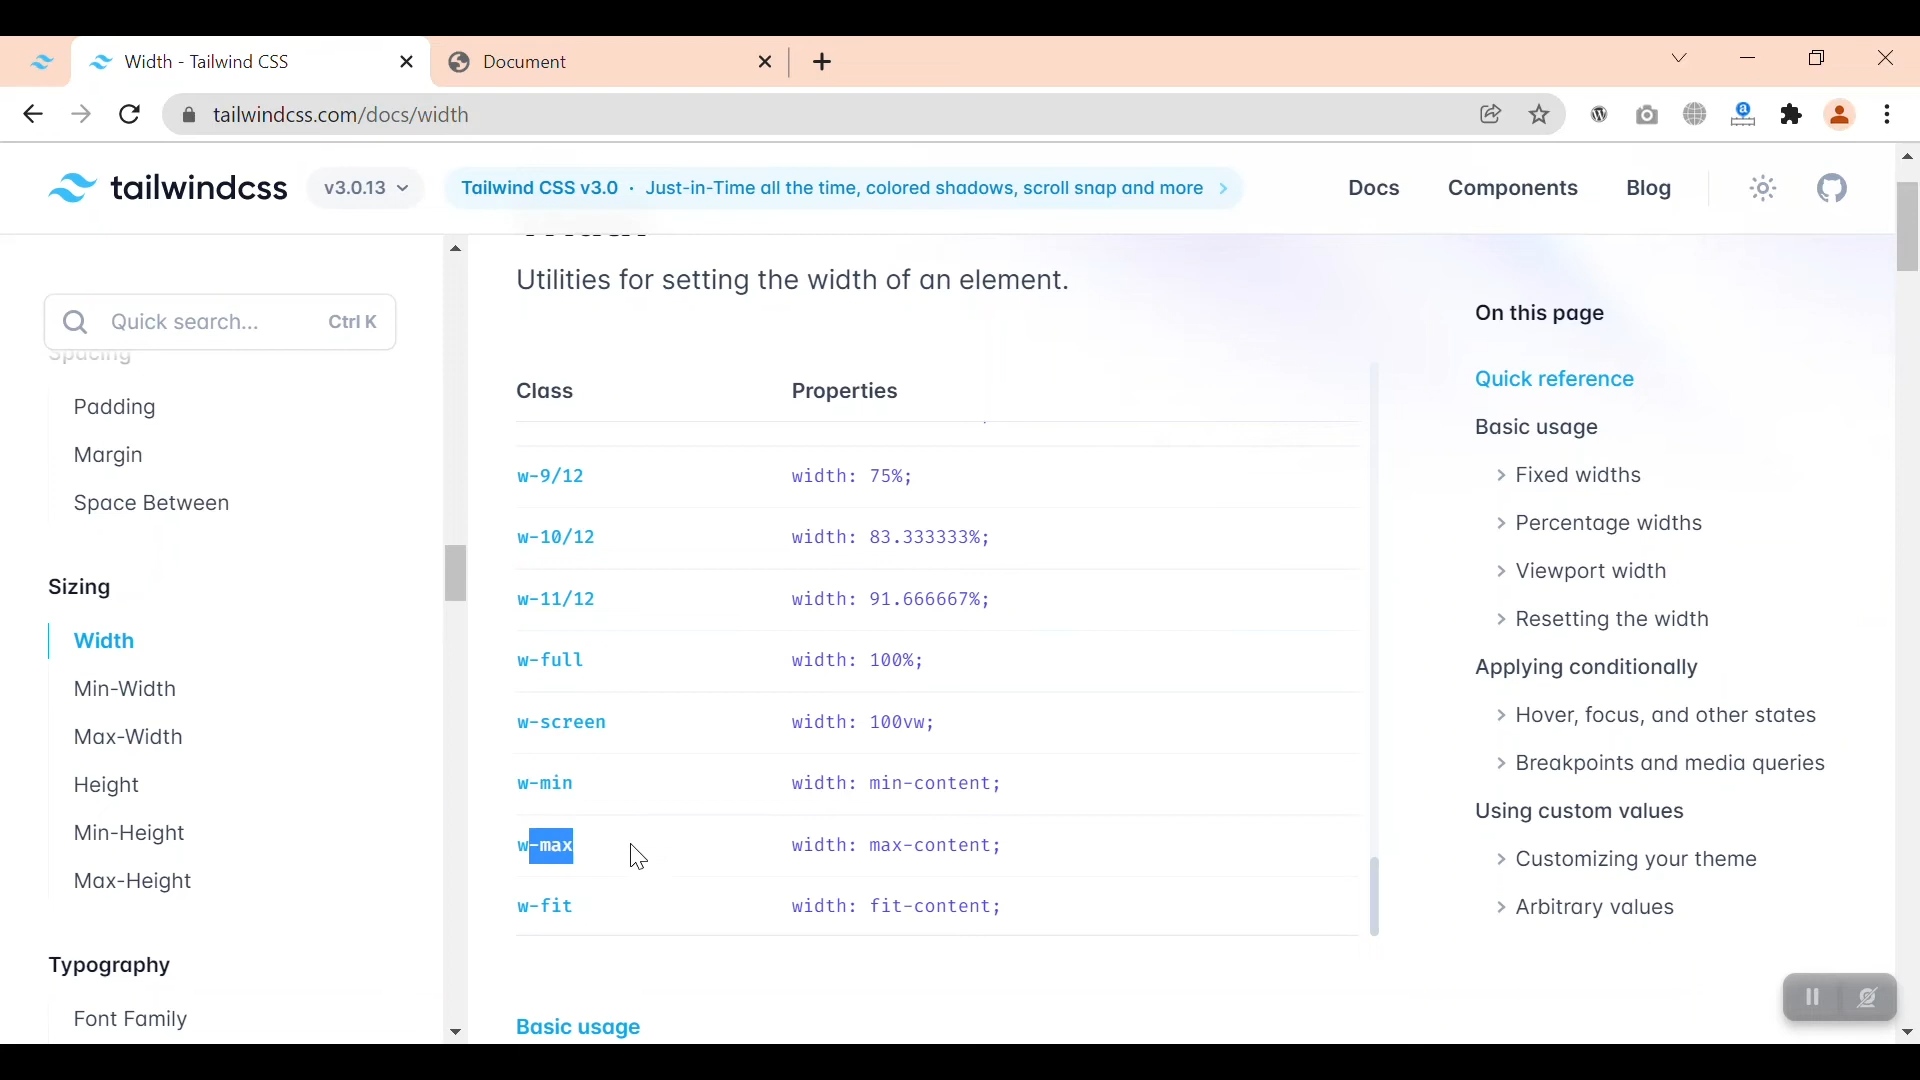 Width - Tailwind CSS
Document
tailwindcss.com/docs/width
tailwindcss
v3.0.13
Tailwind CSS v3.0 · Just-in-Time all the time, colored shadows, scroll snap and more
Docs
Components
Blog
Quick search...
Ctrl K
Spacing
Padding
Margin
Space Between
Sizing
Width
Min-Width
Max-Width
Height
Min-Height
Max-Height
Typography
Font Family
Utilities for setting the width of an element.
Class Properties
w-9/12 width: 75%;
w-10/12 width: 83.333333%;
w-11/12 width: 91.666667%;
w-full width: 100%;
w-screen width: 100vw;
w-min width: min-content;
w-max width: max-content;
w-fit width: fit-content;
Basic usage
On this page
Quick reference
Basic usage
Fixed widths
Percentage widths
Viewport width
Resetting the width
Applying conditionally
Hover, focus, and other states
Breakpoints and media queries
Using custom values
Customizing your theme
Arbitrary values